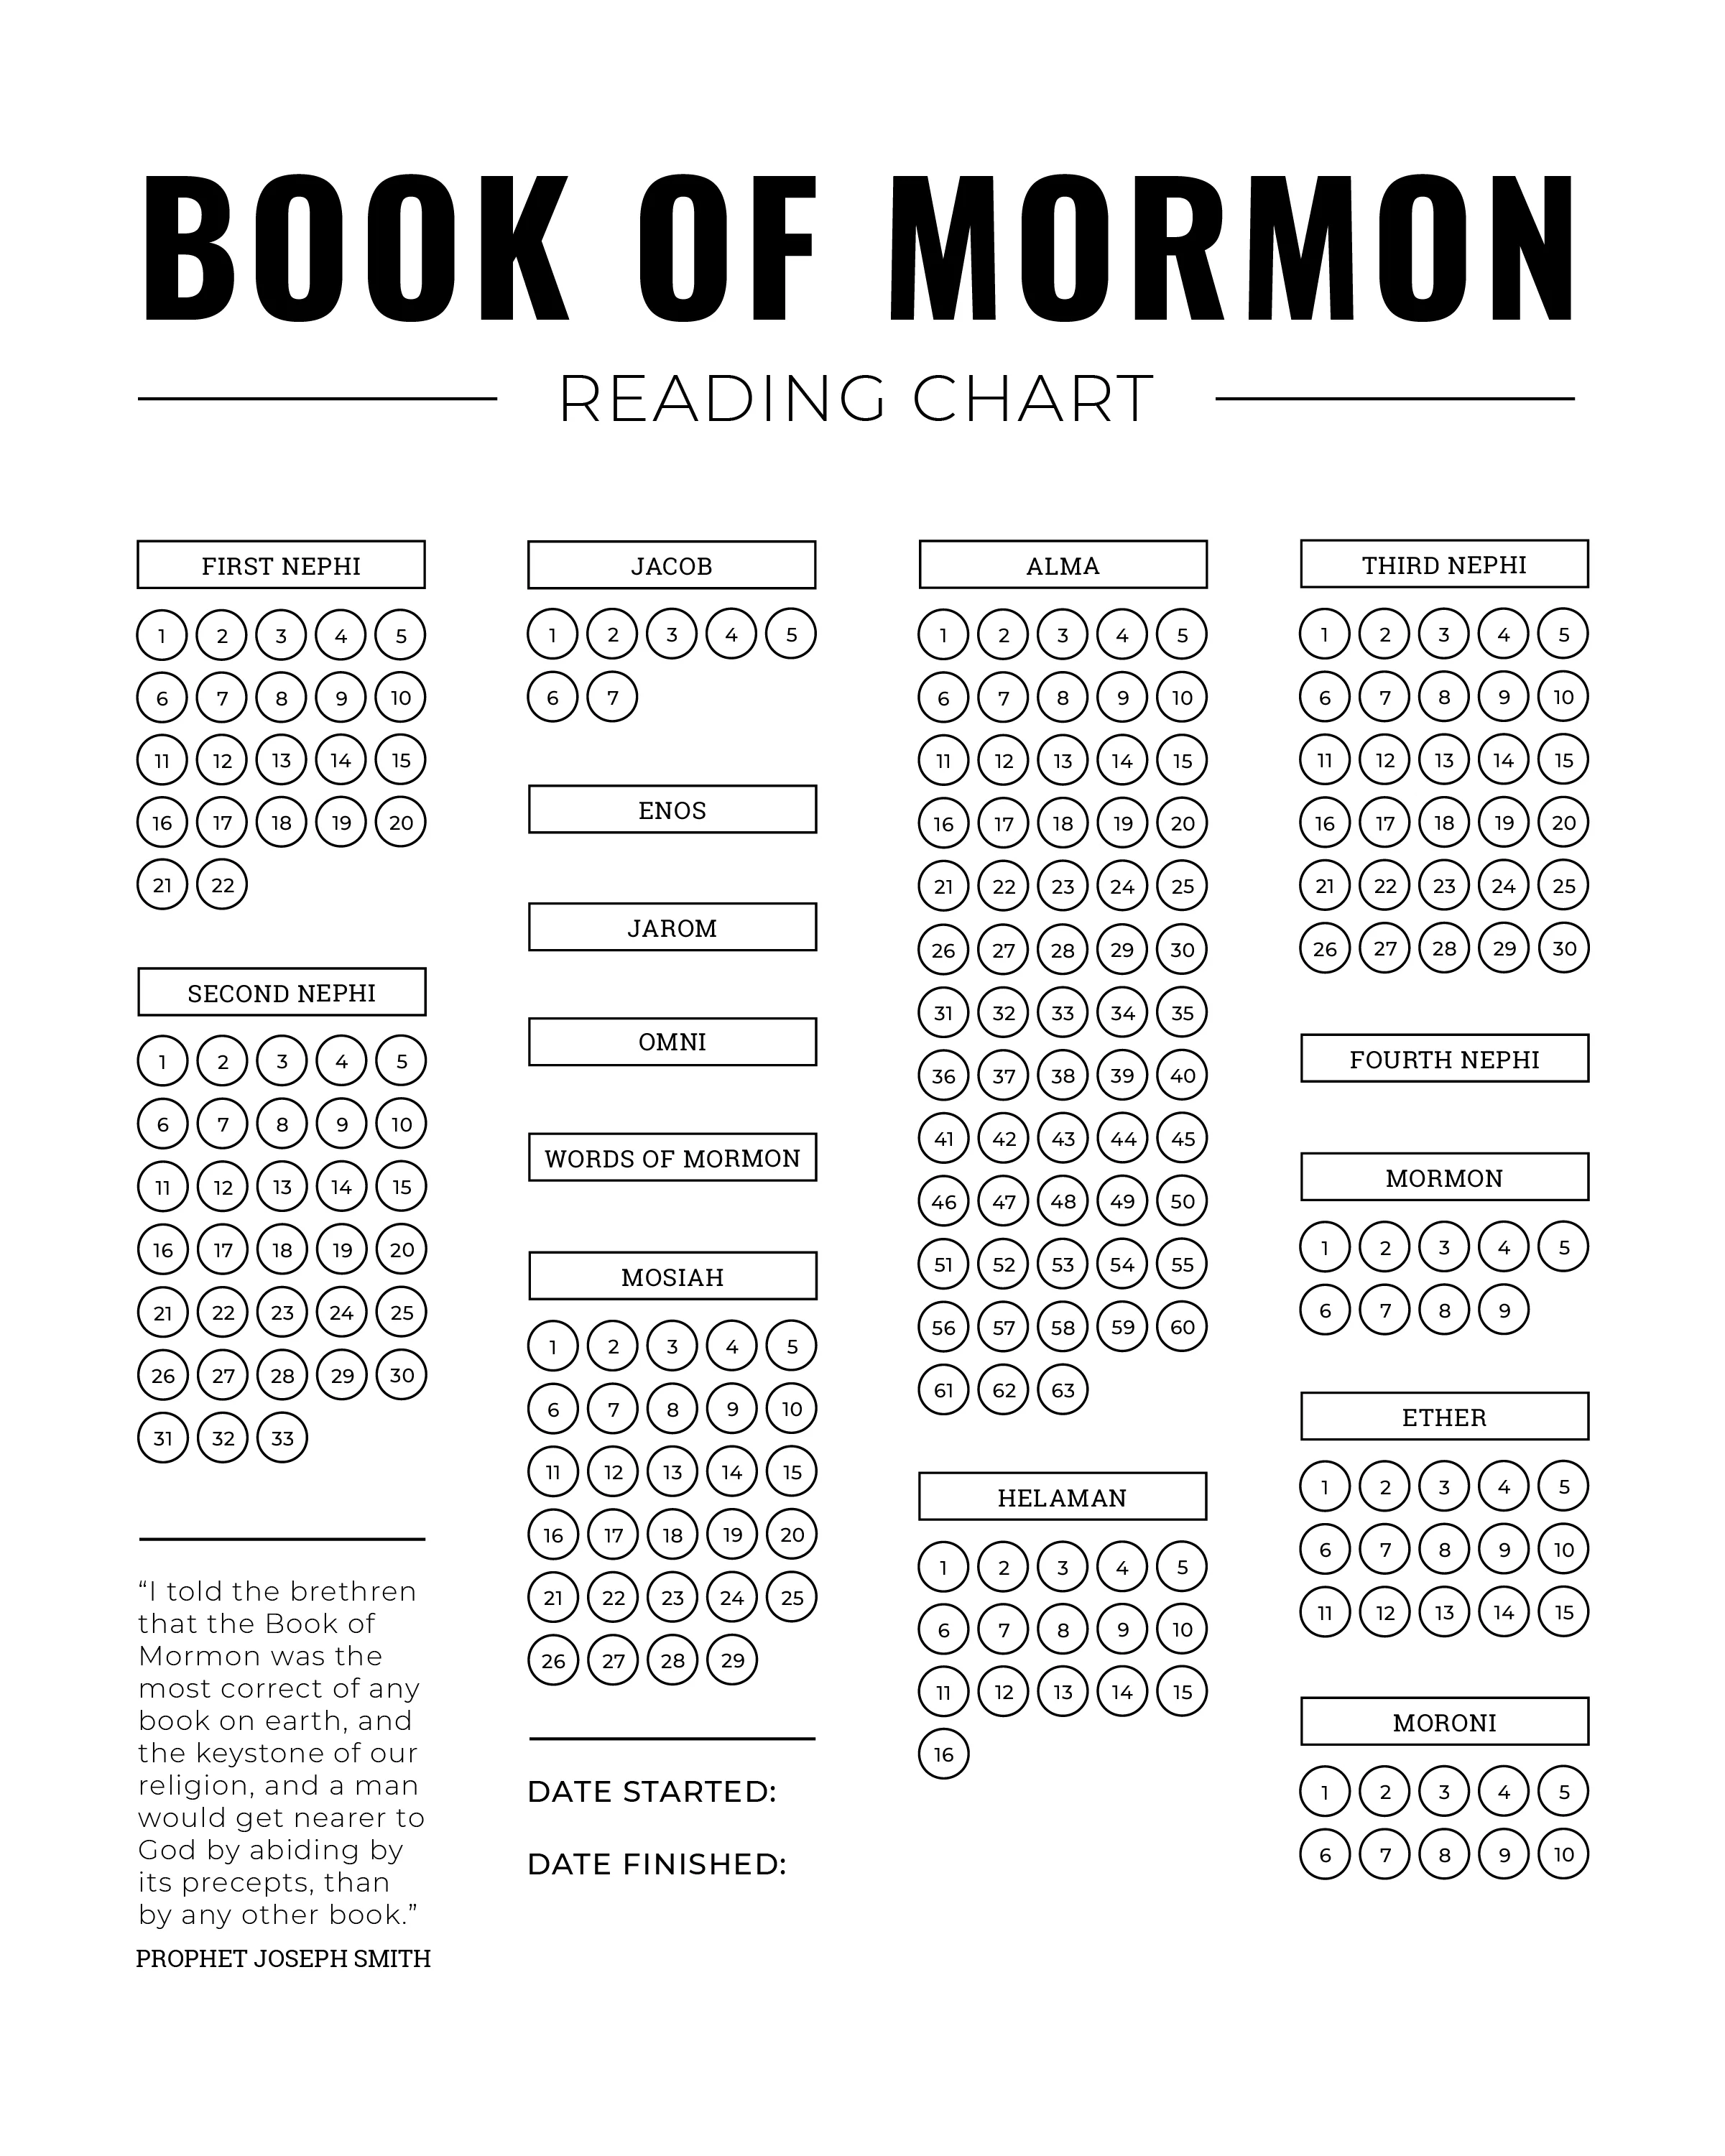 BOOK OF MORMON
READING CHART
FIRST NEPHI
1 2 3 4 5
6 7 8 9 10
11 12 13 14 15
16 17 18 19 20
21 22
SECOND NEPHI
1 2 3 4 5
6 7 8 9 10
11 12 13 14 15
16 17 18 19 20
21 22 23 24 25
26 27 28 29 30
31 32 33
“I told the brethren
that the Book of
Mormon was the
most correct of any
book on earth, and
the keystone of our
religion, and a man
would get nearer to
God by abiding by
its precepts, than
by any other book.”
PROPHET JOSEPH SMITH
JACOB
1 2 3 4 5
6 7
ENOS
JAROM
OMNI
WORDS OF MORMON
MOSIAH
1 2 3 4 5
6 7 8 9 10
11 12 13 14 15
16 17 18 19 20
21 22 23 24 25
26 27 28 29
DATE STARTED:
DATE FINISHED:
ALMA
1 2 3 4 5
6 7 8 9 10
11 12 13 14 15
16 17 18 19 20
21 22 23 24 25
26 27 28 29 30
31 32 33 34 35
36 37 38 39 40
41 42 43 44 45
46 47 48 49 50
51 52 53 54 55
56 57 58 59 60
61 62 63
HELAMAN
1 2 3 4 5
6 7 8 9 10
11 12 13 14 15
16
THIRD NEPHI
1 2 3 4 5
6 7 8 9 10
11 12 13 14 15
16 17 18 19 20
21 22 23 24 25
26 27 28 29 30
FOURTH NEPHI
MORMON
1 2 3 4 5
6 7 8 9
ETHER
1 2 3 4 5
6 7 8 9 10
11 12 13 14 15
MORONI
1 2 3 4 5
6 7 8 9 10